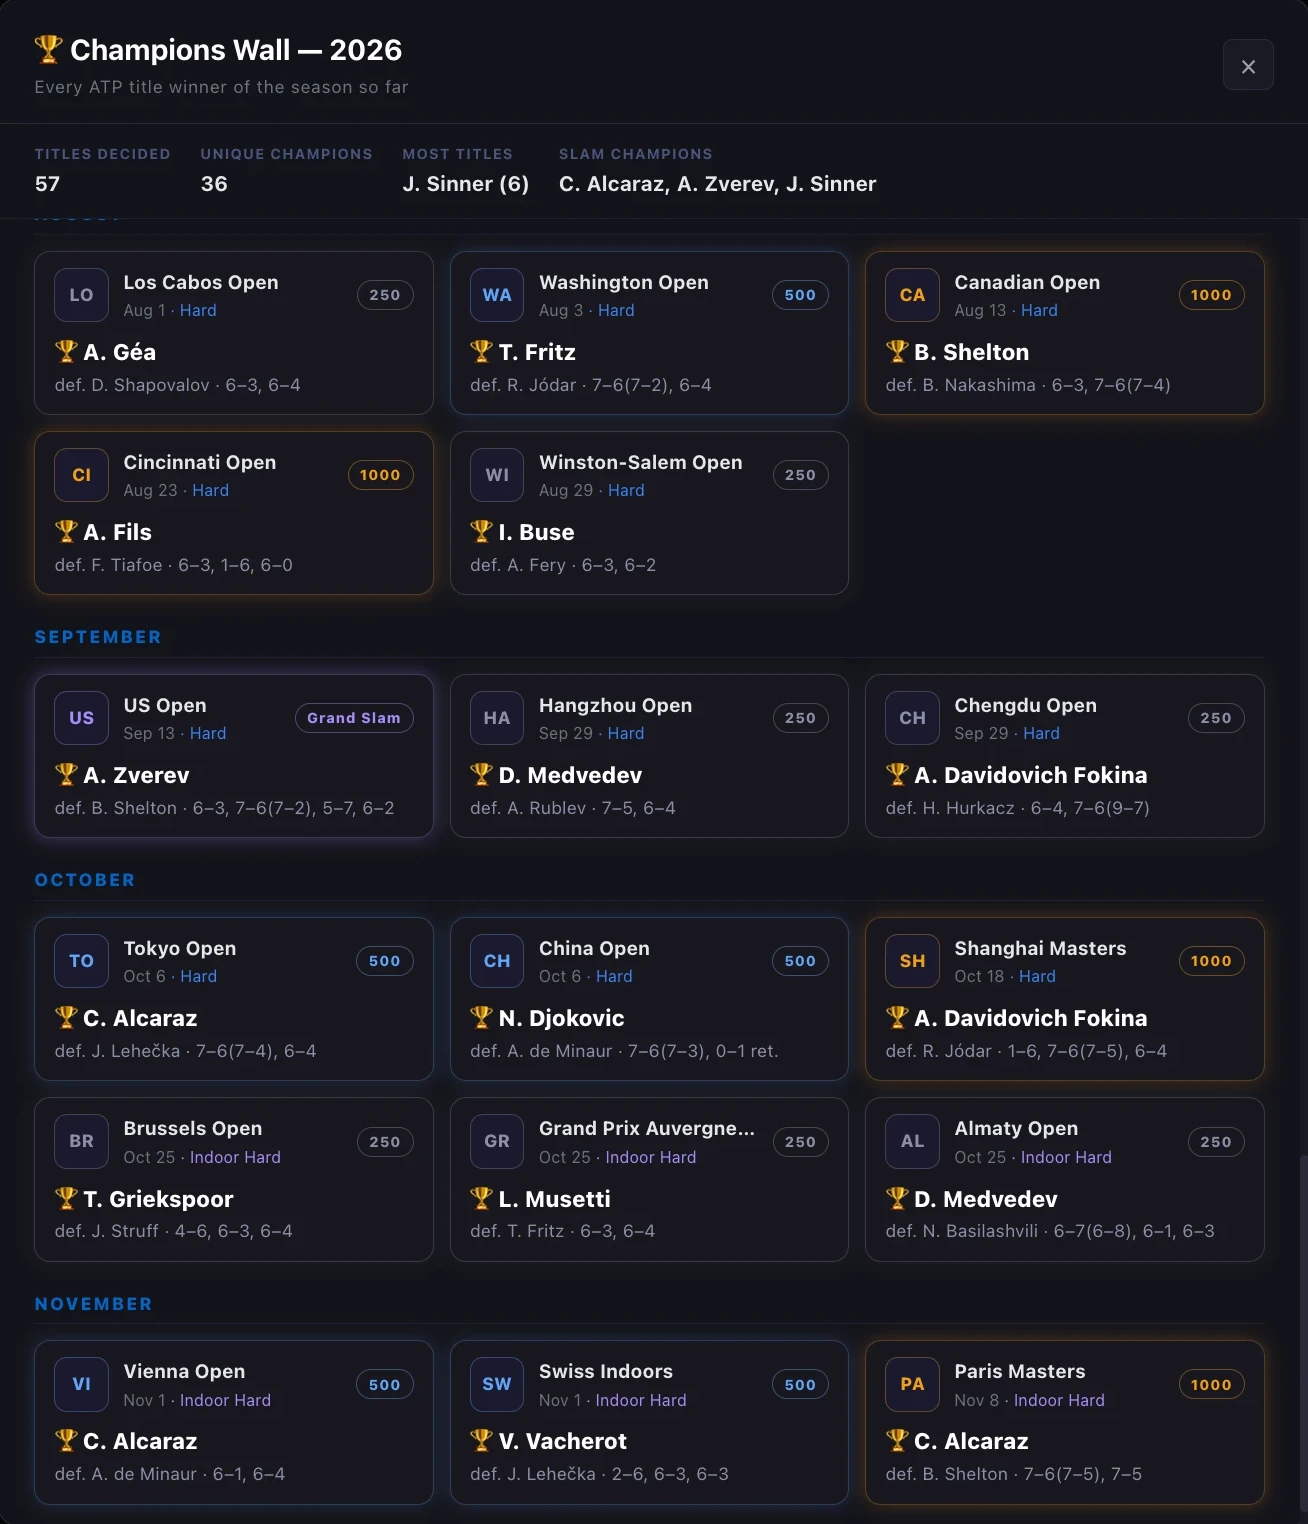 🏆 Champions Wall — 2026
Every ATP title winner of the season so far
×
TITLES DECIDED
57
UNIQUE CHAMPIONS
36
MOST TITLES
J. Sinner (6)
SLAM CHAMPIONS
C. Alcaraz, A. Zverev, J. Sinner
LO
Los Cabos Open
250
Aug 1 · Hard
🏆 A. Géa
def. D. Shapovalov · 6–3, 6–4
WA
Washington Open
500
Aug 3 · Hard
🏆 T. Fritz
def. R. Jódar · 7–6(7–2), 6–4
CA
Canadian Open
1000
Aug 13 · Hard
🏆 B. Shelton
def. B. Nakashima · 6–3, 7–6(7–4)
CI
Cincinnati Open
1000
Aug 23 · Hard
🏆 A. Fils
def. F. Tiafoe · 6–3, 1–6, 6–0
WI
Winston-Salem Open
250
Aug 29 · Hard
🏆 I. Buse
def. A. Fery · 6–3, 6–2
SEPTEMBER
US
US Open
Grand Slam
Sep 13 · Hard
🏆 A. Zverev
def. B. Shelton · 6–3, 7–6(7–2), 5–7, 6–2
HA
Hangzhou Open
250
Sep 29 · Hard
🏆 D. Medvedev
def. A. Rublev · 7–5, 6–4
CH
Chengdu Open
250
Sep 29 · Hard
🏆 A. Davidovich Fokina
def. H. Hurkacz · 6–4, 7–6(9–7)
OCTOBER
TO
Tokyo Open
500
Oct 6 · Hard
🏆 C. Alcaraz
def. J. Lehečka · 7–6(7–4), 6–4
CH
China Open
500
Oct 6 · Hard
🏆 N. Djokovic
def. A. de Minaur · 7–6(7–3), 0–1 ret.
SH
Shanghai Masters
1000
Oct 18 · Hard
🏆 A. Davidovich Fokina
def. R. Jódar · 1–6, 7–6(7–5), 6–4
BR
Brussels Open
250
Oct 25 · Indoor Hard
🏆 T. Griekspoor
def. J. Struff · 4–6, 6–3, 6–4
GR
Grand Prix Auvergne...
250
Oct 25 · Indoor Hard
🏆 L. Musetti
def. T. Fritz · 6–3, 6–4
AL
Almaty Open
250
Oct 25 · Indoor Hard
🏆 D. Medvedev
def. N. Basilashvili · 6–7(6–8), 6–1, 6–3
NOVEMBER
VI
Vienna Open
500
Nov 1 · Indoor Hard
🏆 C. Alcaraz
def. A. de Minaur · 6–1, 6–4
SW
Swiss Indoors
500
Nov 1 · Indoor Hard
🏆 V. Vacherot
def. J. Lehečka · 2–6, 6–3, 6–3
PA
Paris Masters
1000
Nov 8 · Indoor Hard
🏆 C. Alcaraz
def. B. Shelton · 7–6(7–5), 7–5